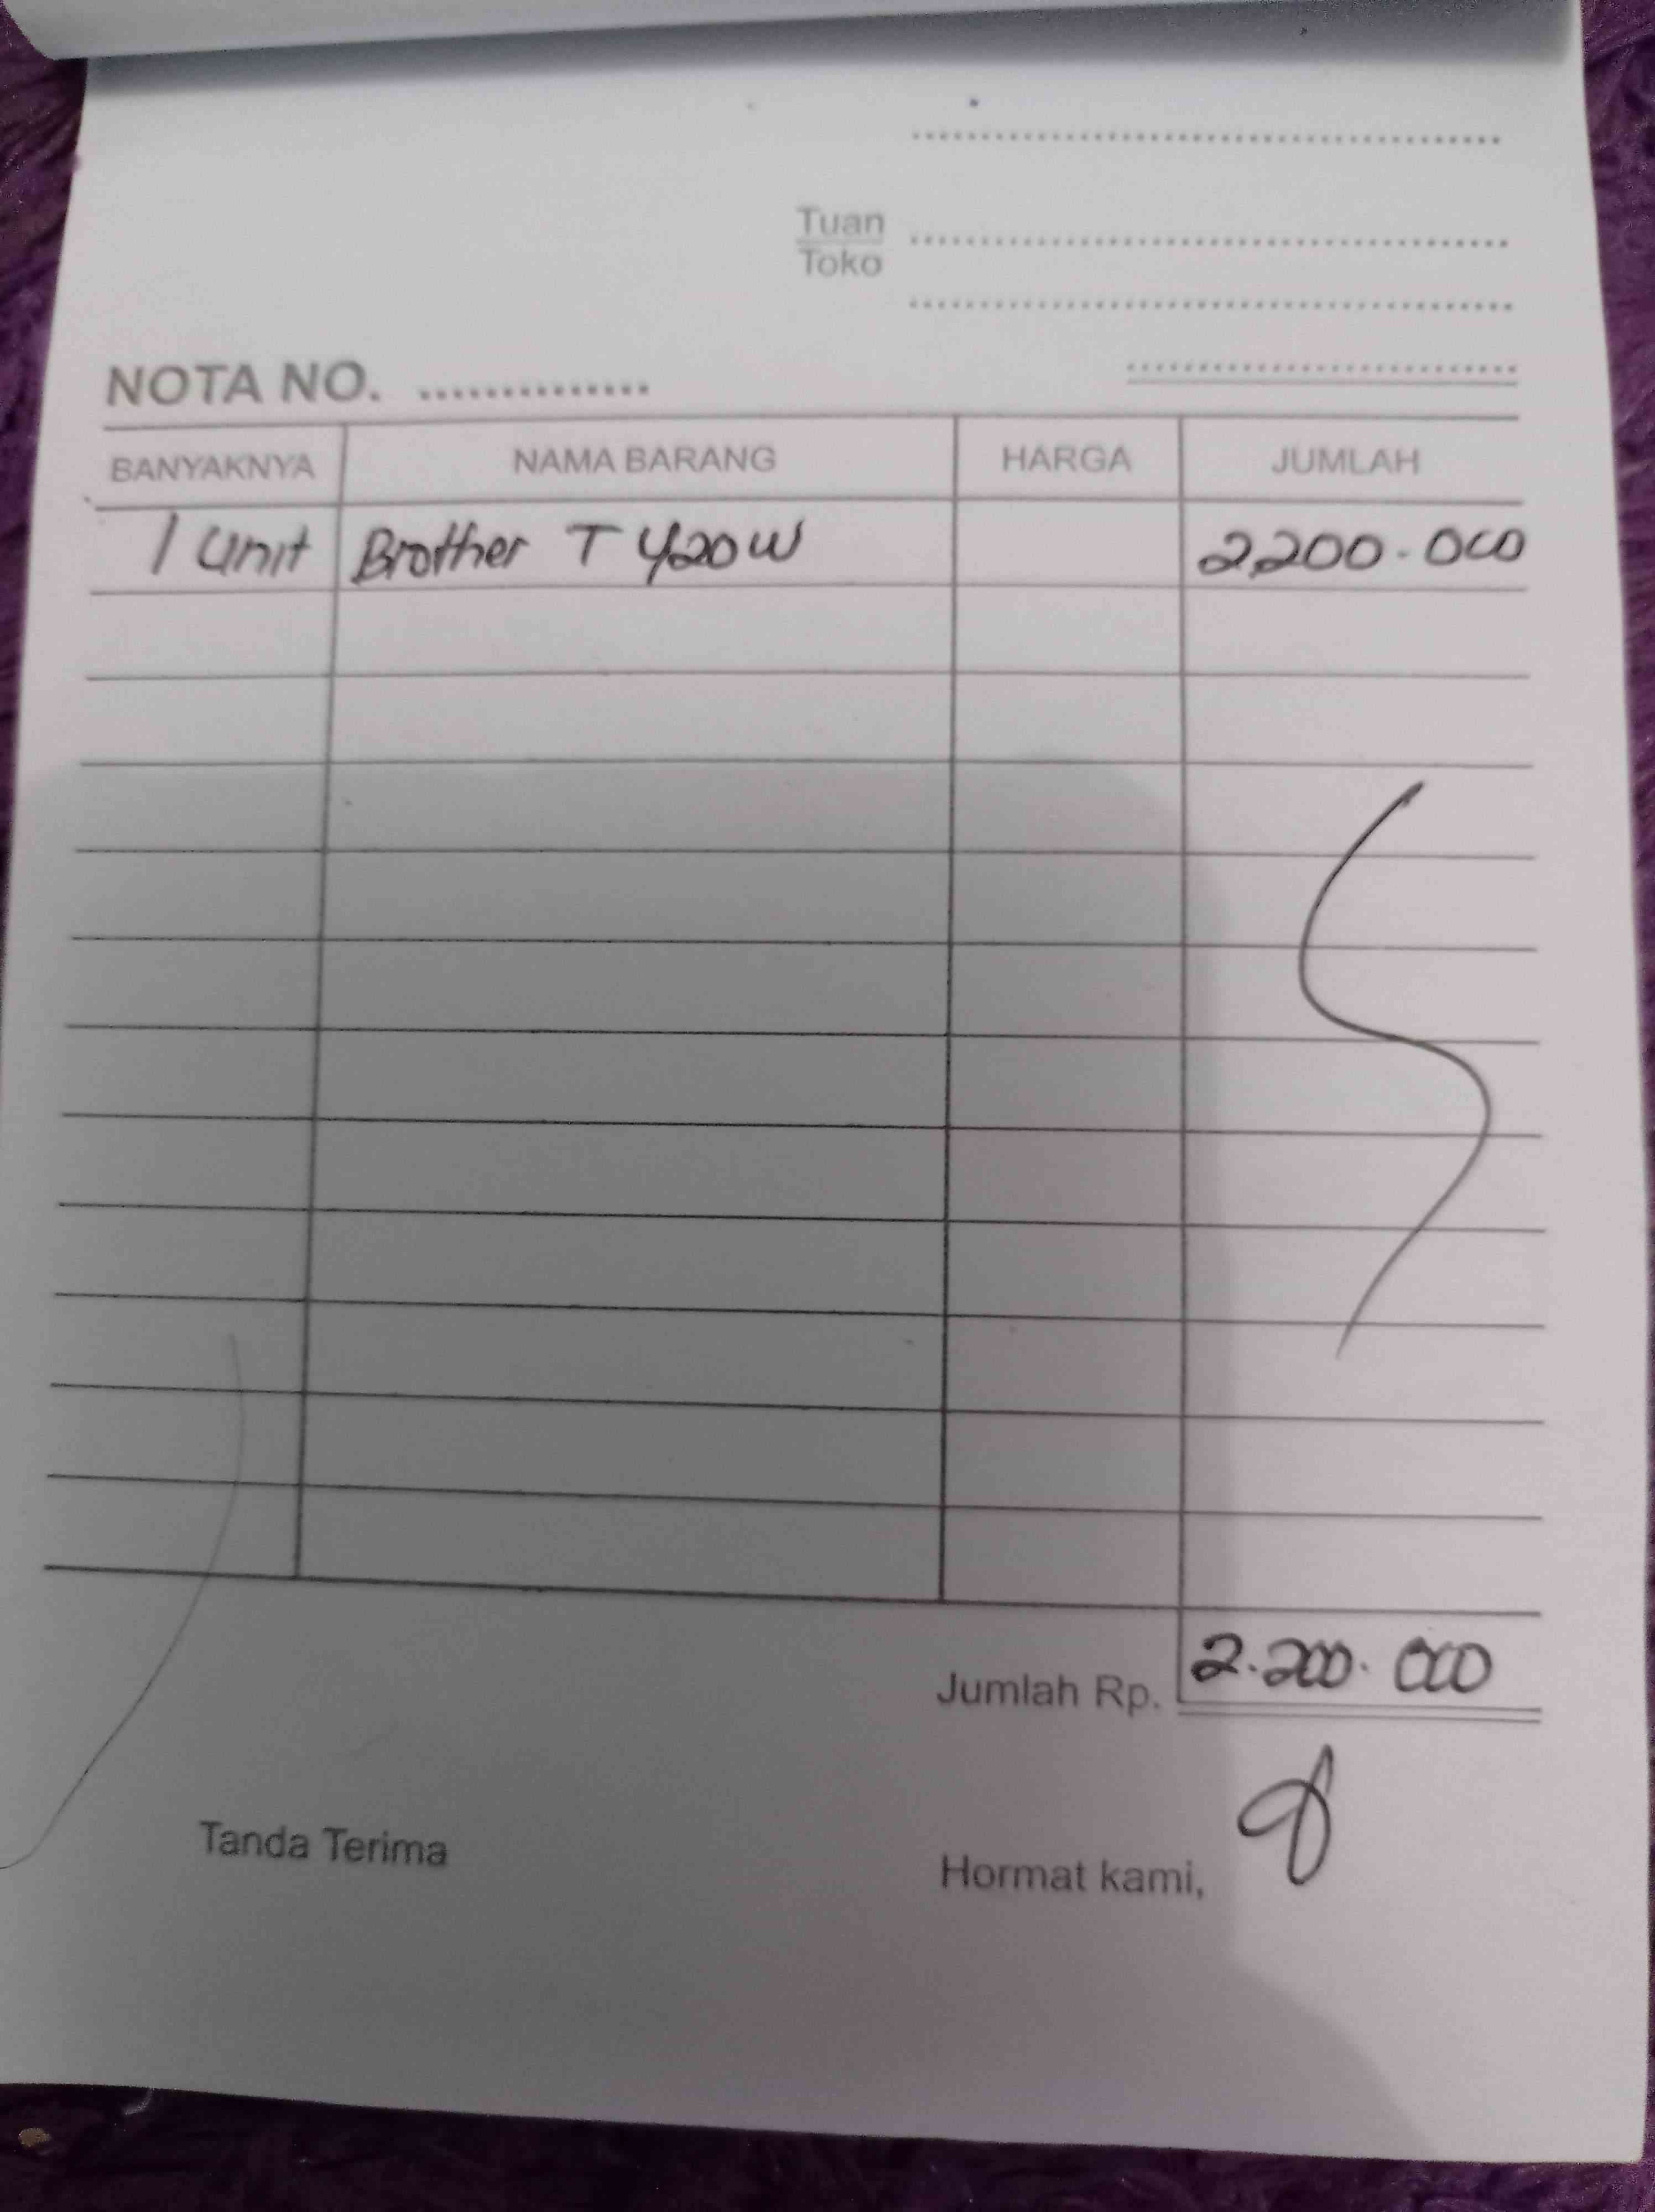 Tuan
Toko
NOTA NO. ..............
BANYAKNYA NAMA BARANG HARGA JUMLAH
1 Unit Brother T 420W 2.200.000
Jumlah Rp. 2.200.000
Tanda Terima Hormat kami,